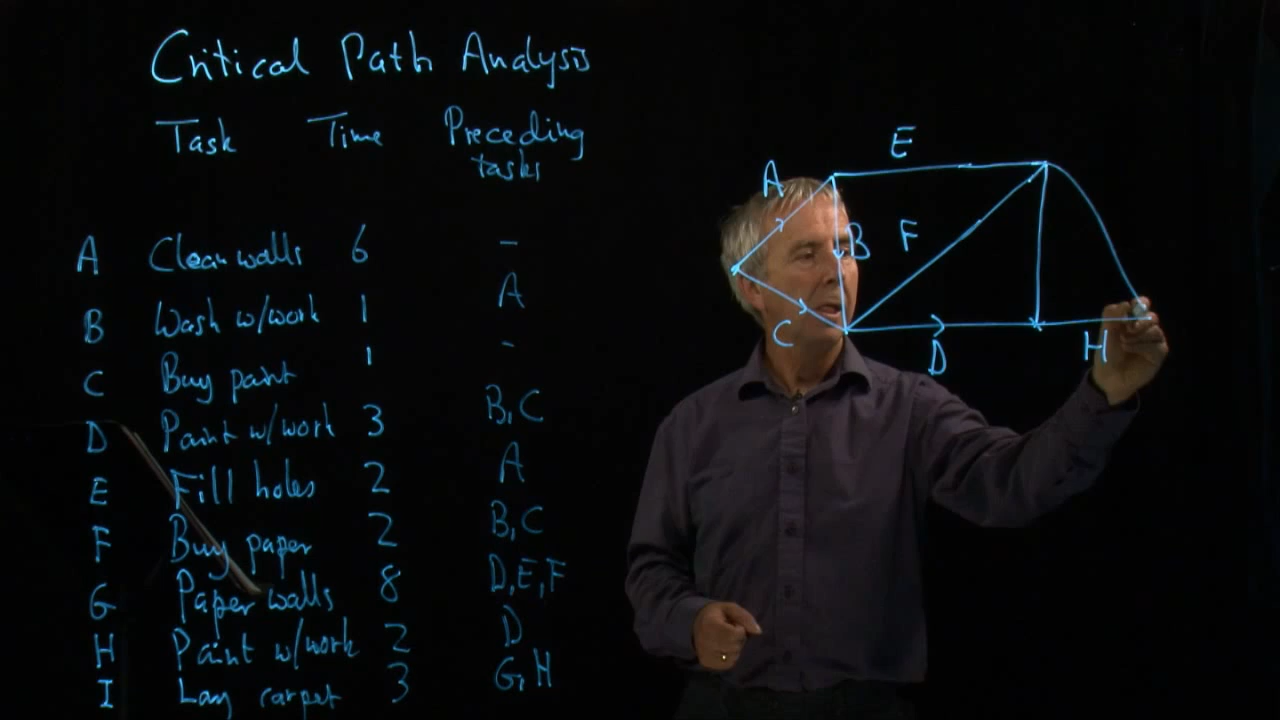 Critical Path Analysis
Task Time Preceding tasks
A Clean walls 6 -
B Wash w/work 1 A
C Buy paint 1 -
D Paint w/work 3 B,C
E Fill holes 2 A
F Buy paper 2 B,C
G Paper walls 8 D,E,F
H Paint w/work 2 D
I Lay carpet 3 G,H
E
A
B
F
C
D
H